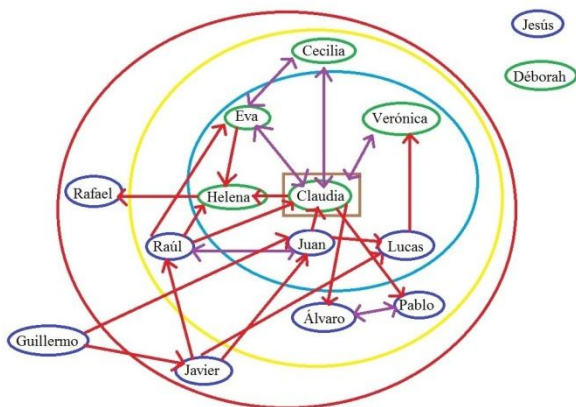 Jesús
Cecilia
Déborah
Eva
Verónica
Rafael
Helena
Claudia
Raúl
Juan
Lucas
Álvaro
Pablo
Guillermo
Javier